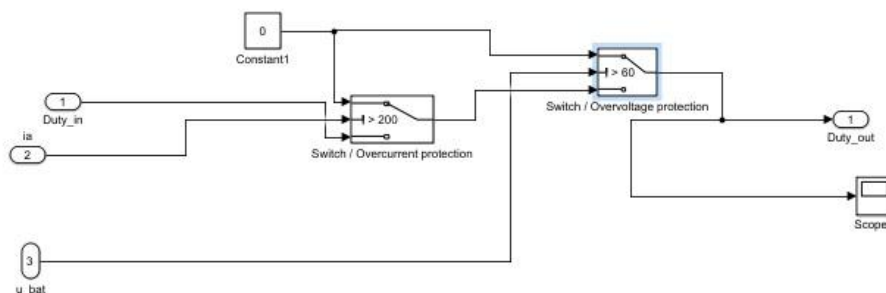 0
Constant1
1
Duty_in
> 200
Switch / Overcurrent protection
ia
2
> 60
Switch / Overvoltage protection
1
Duty_out
Scope
3
u_bat